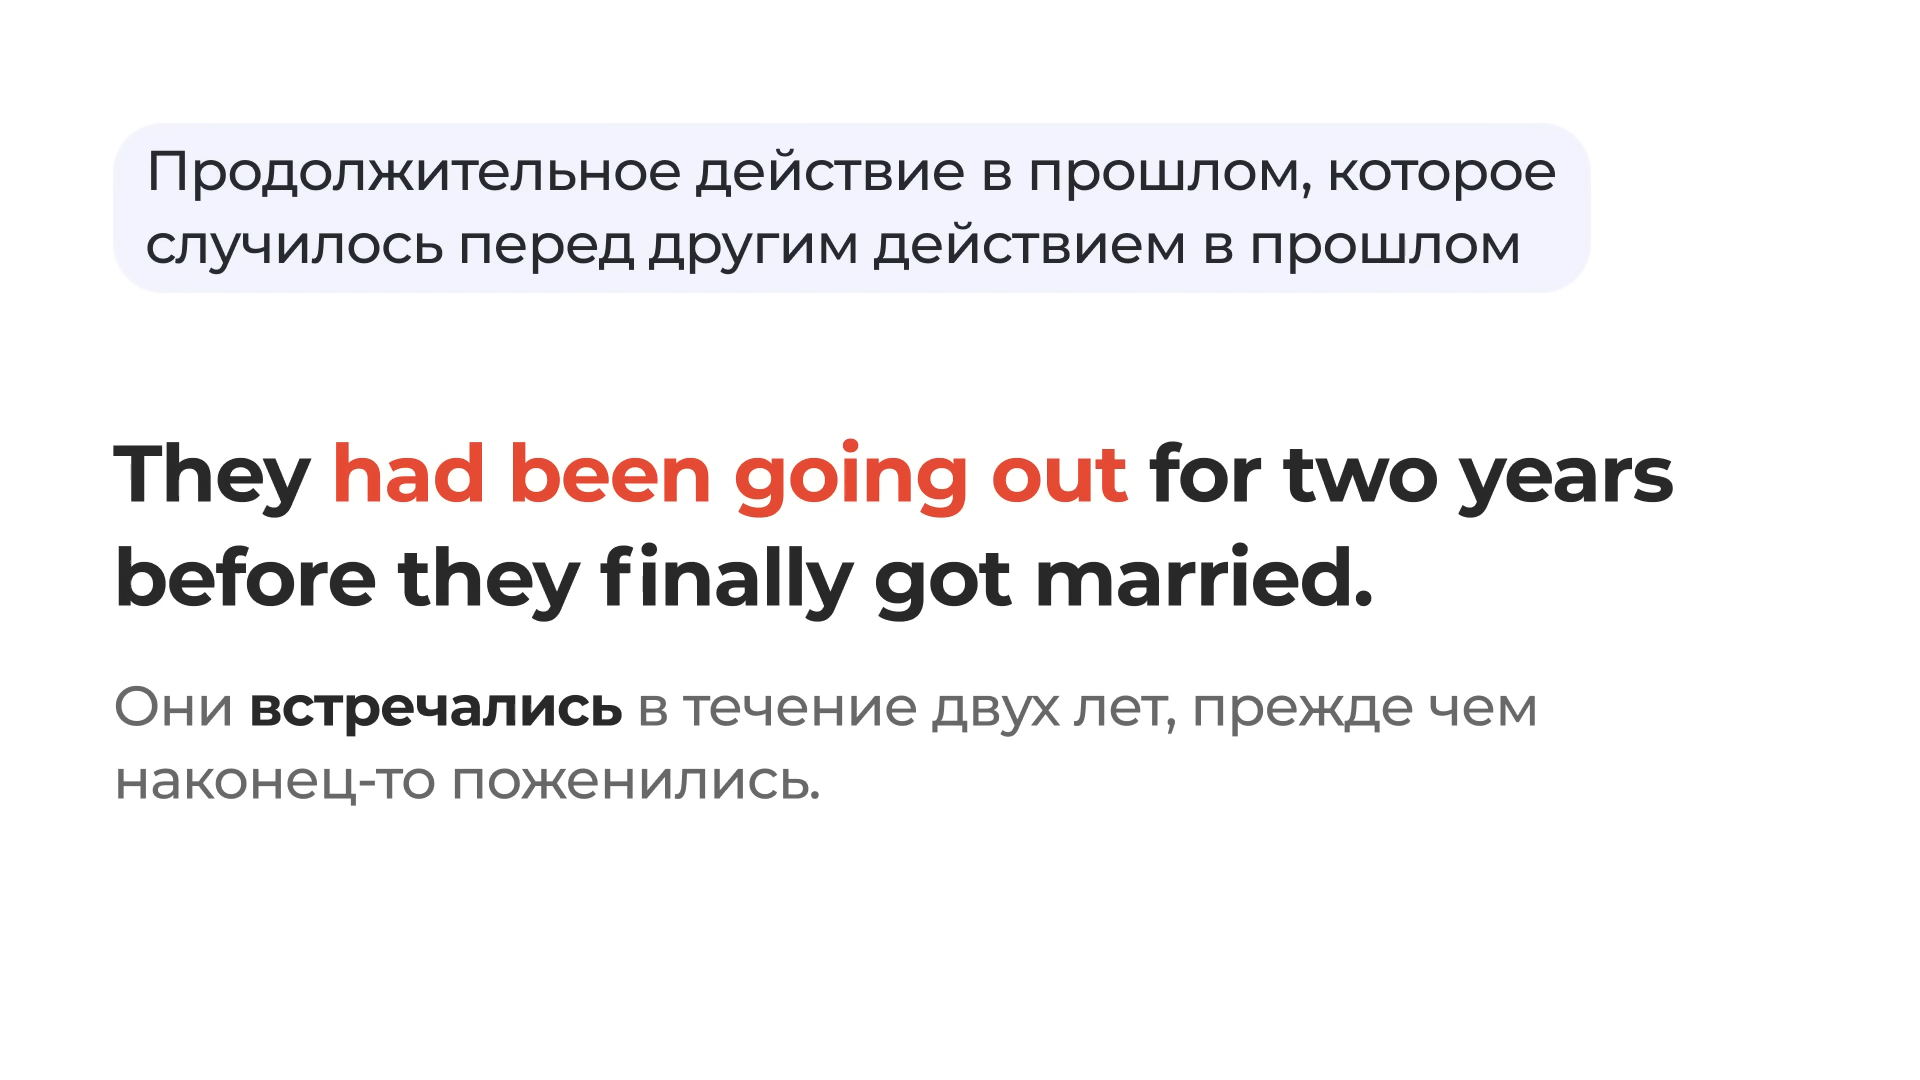 Продолжительное действие в прошлом, которое
случилось перед другим действием в прошлом
They had been going out for two years
before they finally got married.
Они встречались в течение двух лет, прежде чем
наконец-то поженились.